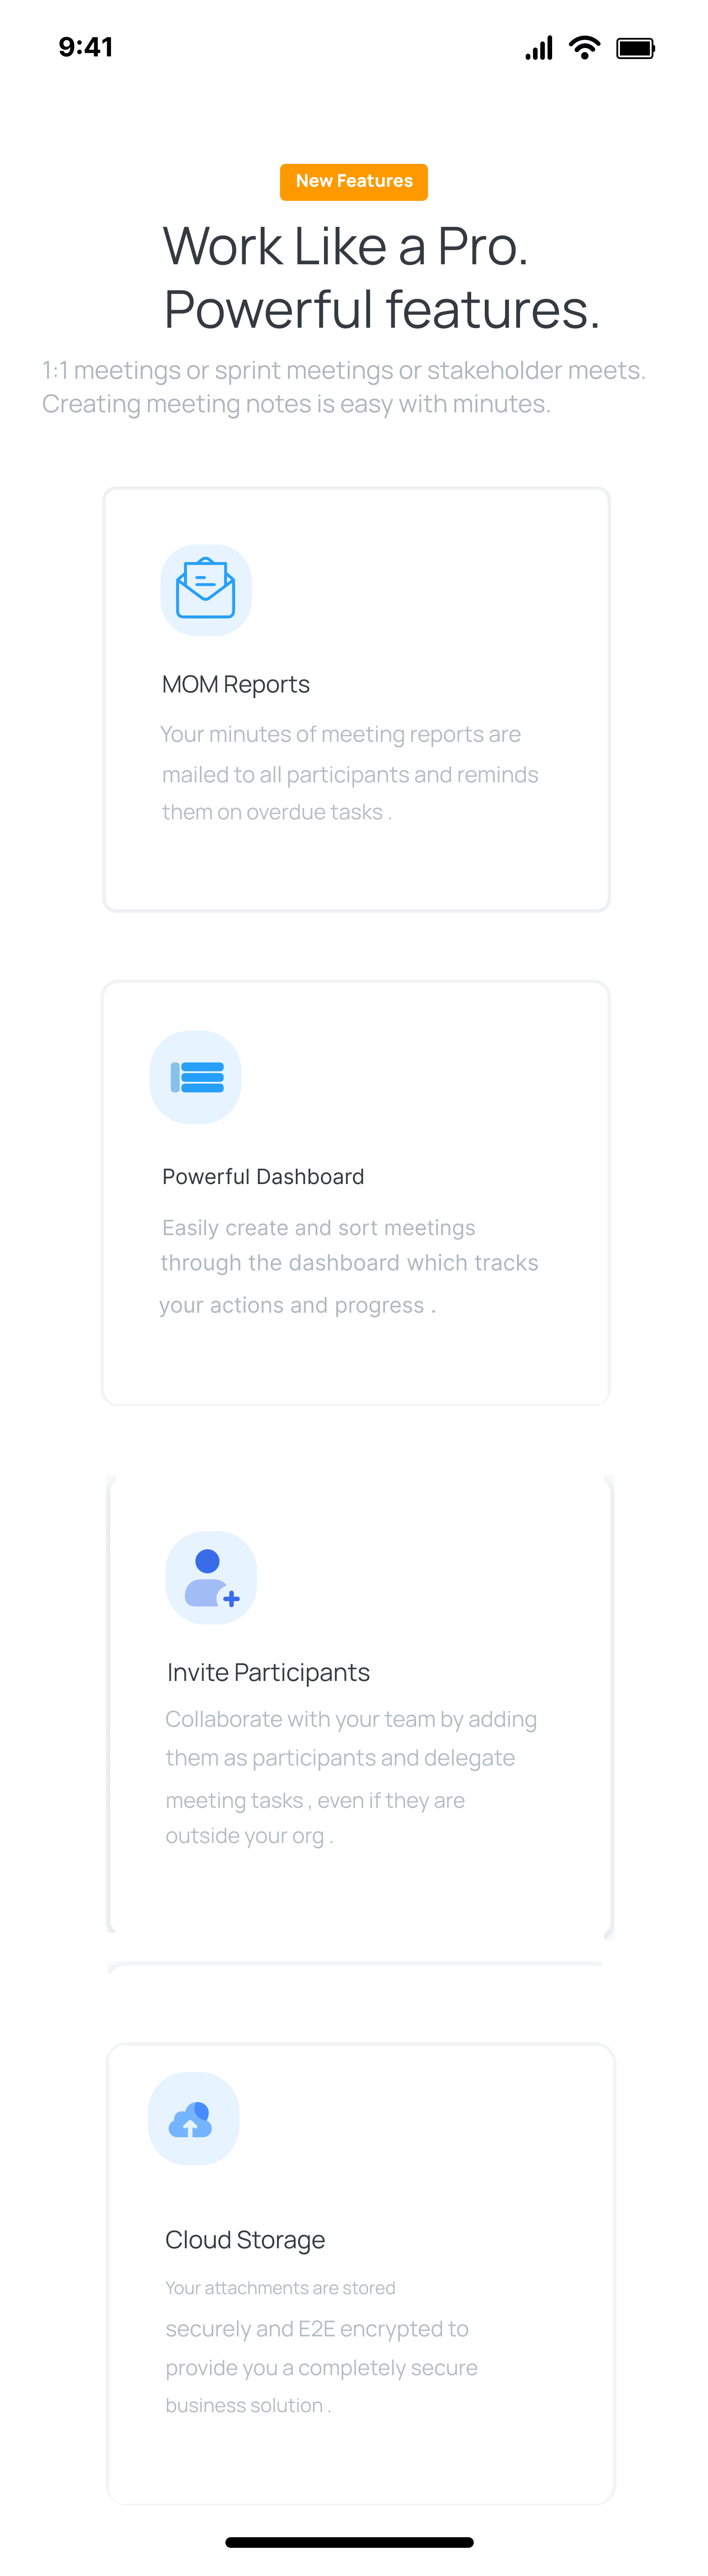 9:41
New Features
Work Like a Pro.
Powerful features.
1:1 meetings or sprint meetings or stakeholder meets.
Creating meeting notes is easy with minutes.
MOM Reports
Your minutes of meeting reports are
mailed to all participants and reminds
them on overdue tasks .
Powerful Dashboard
Easily create and sort meetings
through the dashboard which tracks
your actions and progress .
Invite Participants
Collaborate with your team by adding
them as participants and delegate
meeting tasks , even if they are
outside your org .
Cloud Storage
Your attachments are stored
securely and E2E encrypted to
provide you a completely secure
business solution .